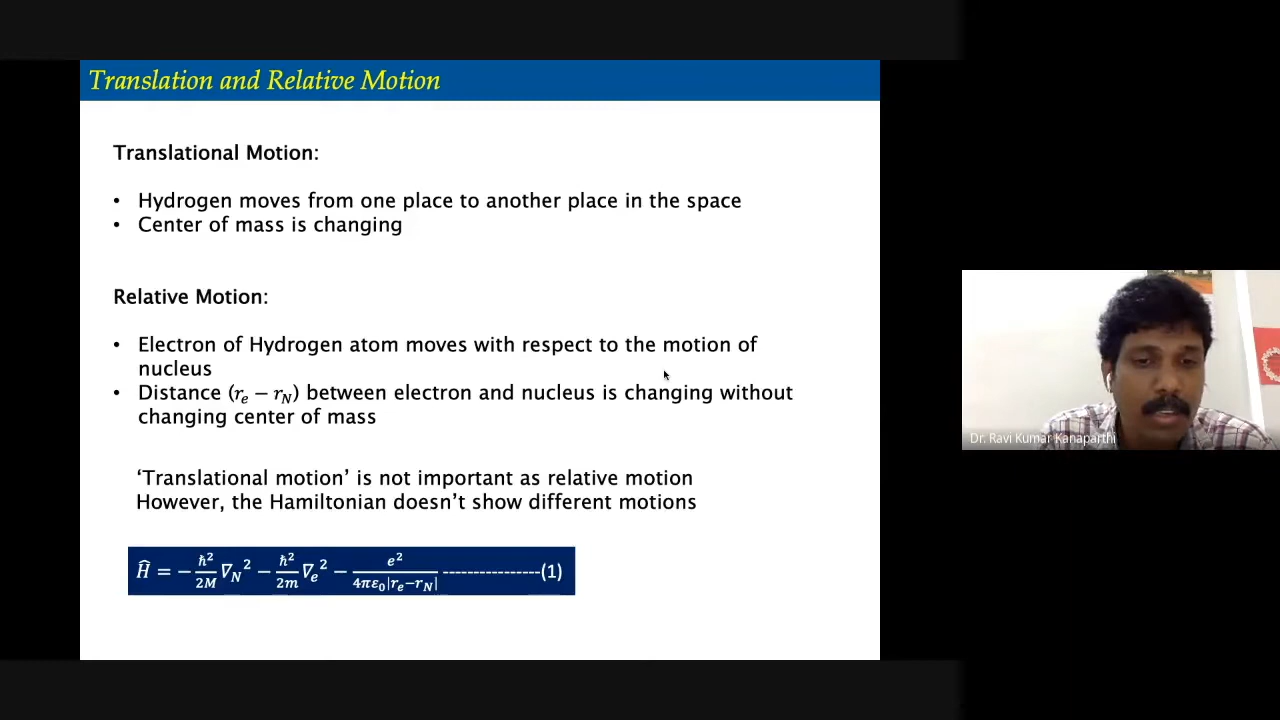 Translation and Relative Motion
Translational Motion:
• Hydrogen moves from one place to another place in the space
• Center of mass is changing
Relative Motion:
• Electron of Hydrogen atom moves with respect to the motion of
nucleus
• Distance (rₑ − r_N) between electron and nucleus is changing without
changing center of mass
‘Translational motion’ is not important as relative motion
However, the Hamiltonian doesn’t show different motions
Ĥ = − ℏ²/2M ∇_N² − ℏ²/2m ∇ₑ² − e²/4πε₀|rₑ−r_N| ----------------(1)
Dr. Ravi Kumar Kanaparthi